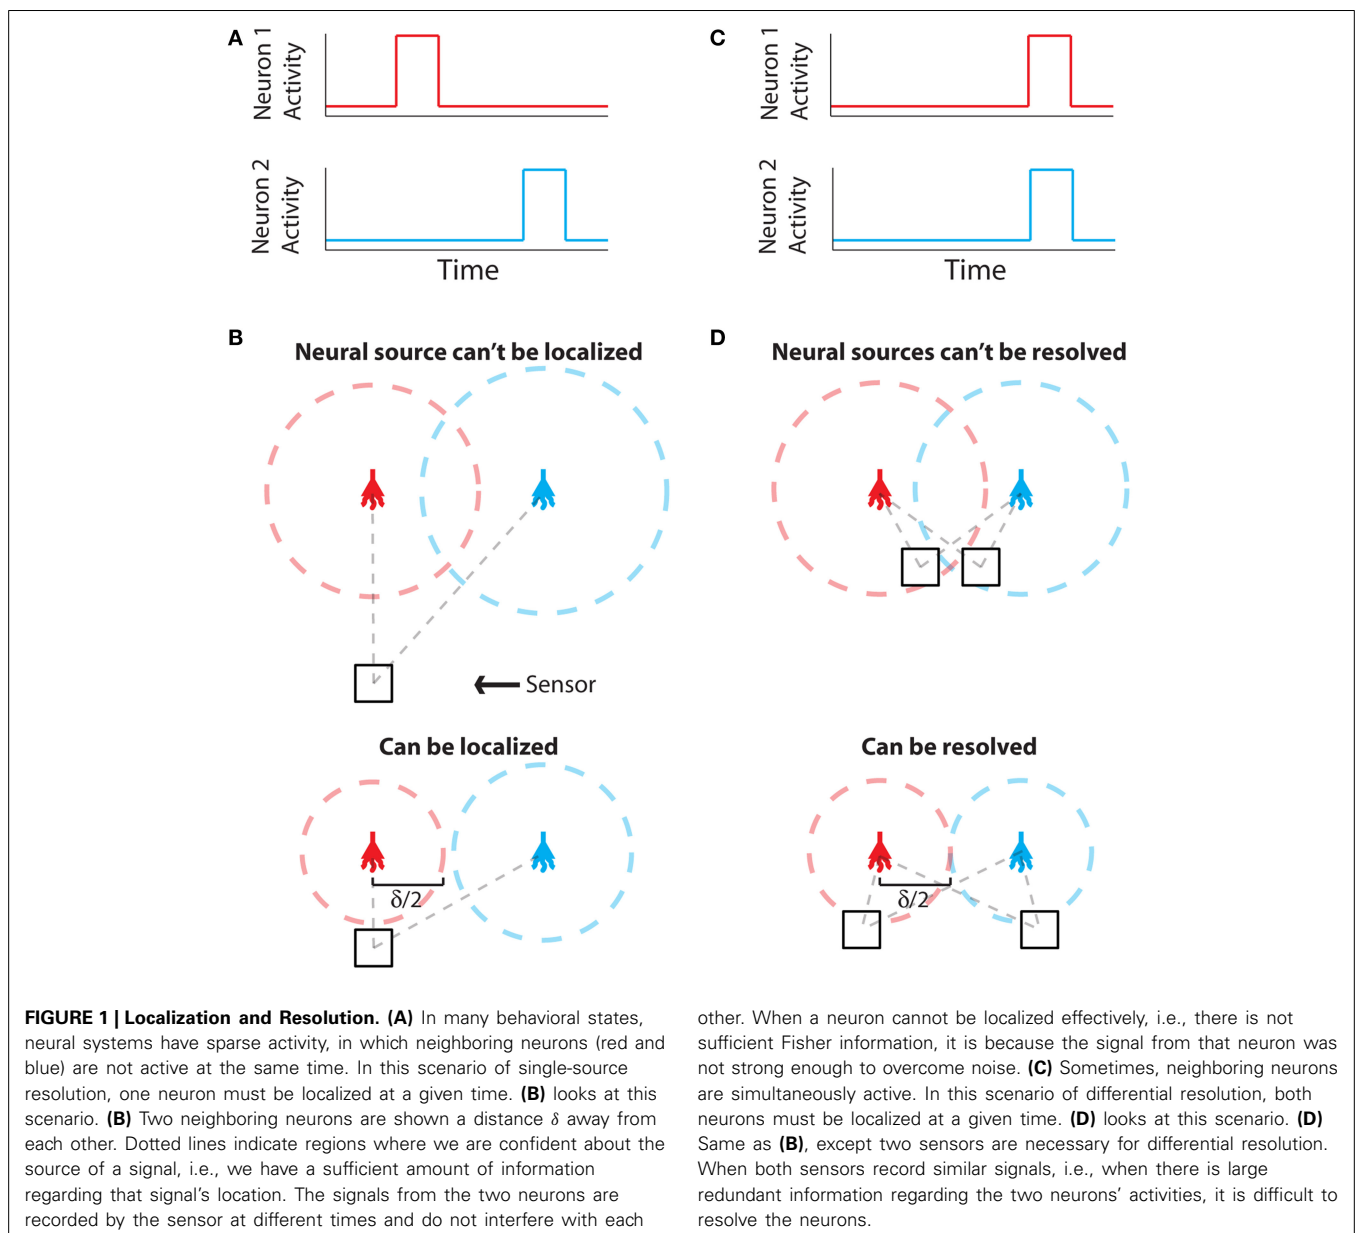 A
Neuron 1
Activity
Neuron 2
Activity
Time
C
Neuron 1
Activity
Neuron 2
Activity
Time
B
Neural source can't be localized
Sensor
Can be localized
δ/2
D
Neural sources can't be resolved
Can be resolved
δ/2
FIGURE 1 | Localization and Resolution. (A) In many behavioral states,
neural systems have sparse activity, in which neighboring neurons (red and
blue) are not active at the same time. In this scenario of single-source
resolution, one neuron must be localized at a given time. (B) looks at this
scenario. (B) Two neighboring neurons are shown a distance δ away from
each other. Dotted lines indicate regions where we are confident about the
source of a signal, i.e., we have a sufficient amount of information
regarding that signal's location. The signals from the two neurons are
recorded by the sensor at different times and do not interfere with each
other. When a neuron cannot be localized effectively, i.e., there is not
sufficient Fisher information, it is because the signal from that neuron was
not strong enough to overcome noise. (C) Sometimes, neighboring neurons
are simultaneously active. In this scenario of differential resolution, both
neurons must be localized at a given time. (D) looks at this scenario. (D)
Same as (B), except two sensors are necessary for differential resolution.
When both sensors record similar signals, i.e., when there is large
redundant information regarding the two neurons' activities, it is difficult to
resolve the neurons.